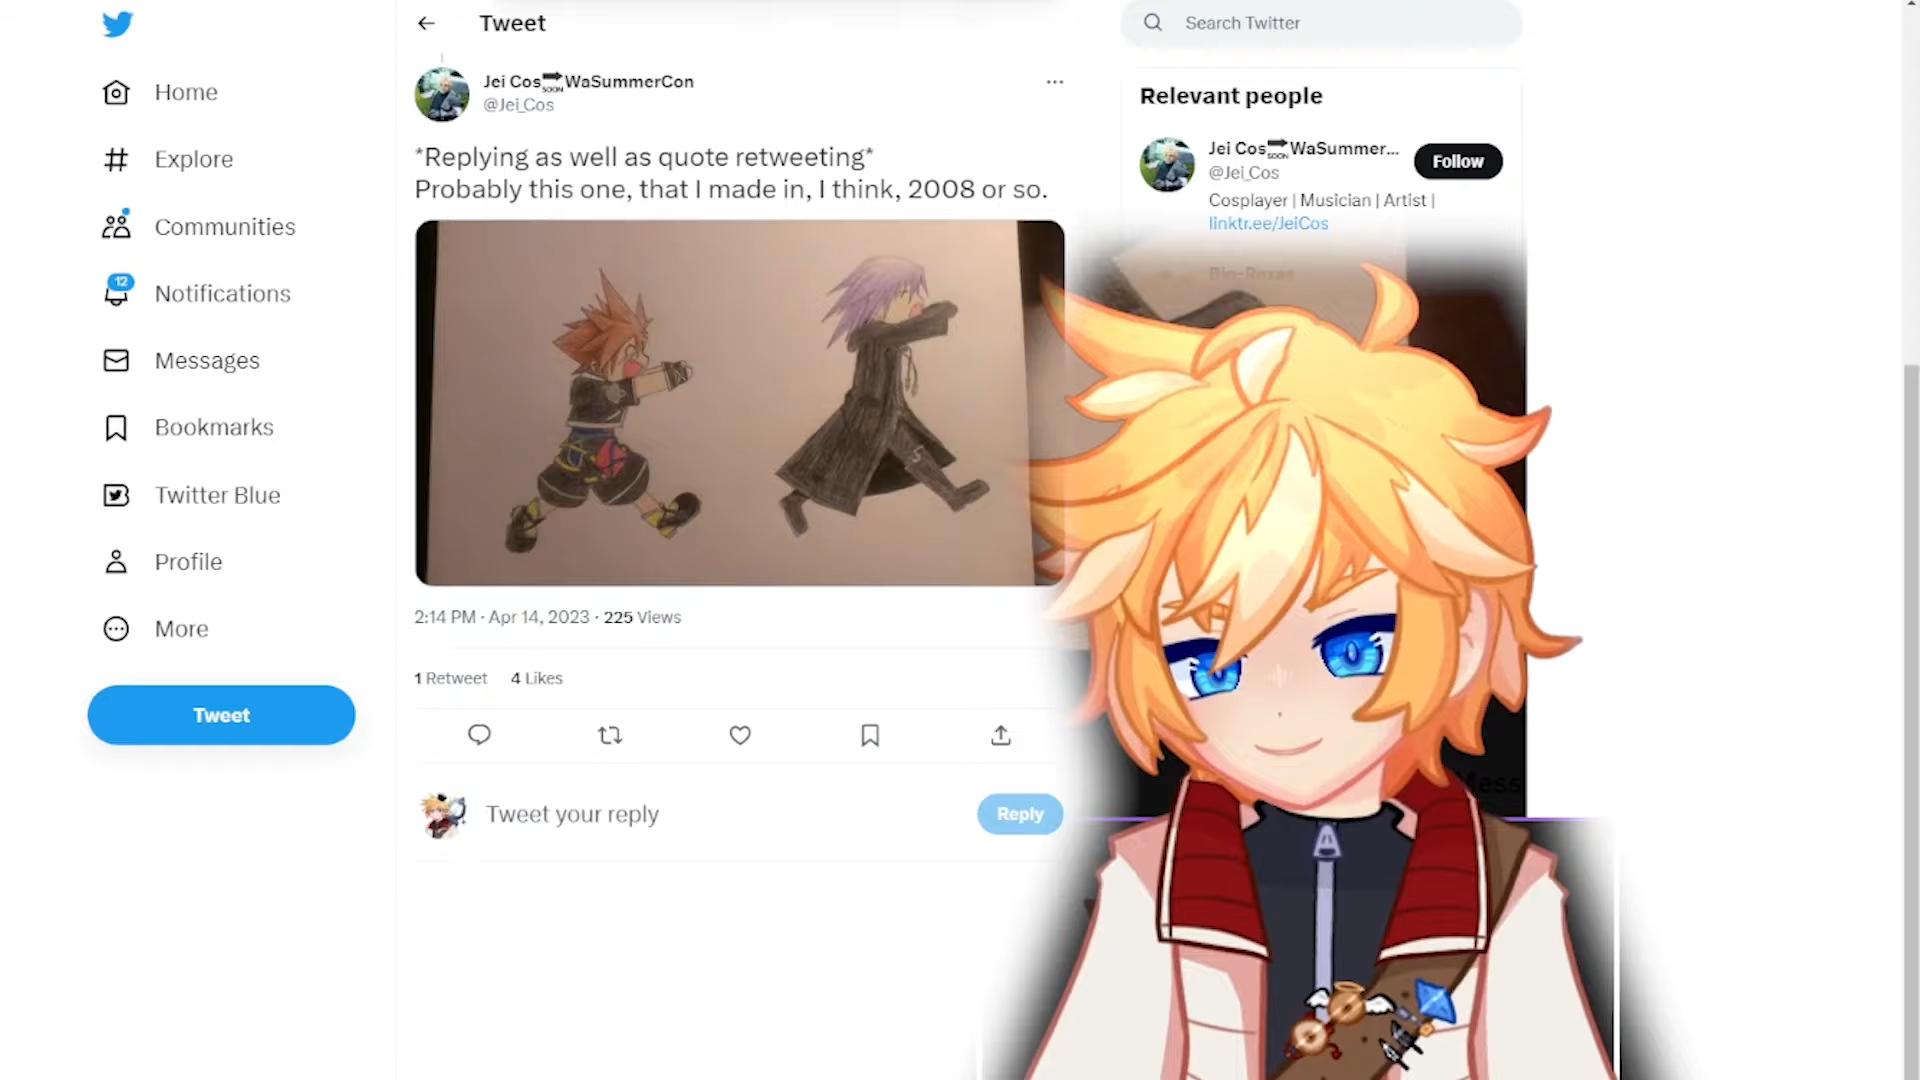 Tweet
Search Twitter
Home
Explore
Communities
12
Notifications
Messages
Bookmarks
Twitter Blue
Profile
More
Tweet
Jei Cos🔜WaSummerCon
@Jei_Cos
*Replying as well as quote retweeting*
Probably this one, that I made in, I think, 2008 or so.
2:14 PM · Apr 14, 2023 · 225 Views
1 Retweet 4 Likes
Tweet your reply
Reply
Relevant people
Jei Cos🔜WaSummer...
@Jei_Cos
Follow
Cosplayer | Musician | Artist |
linktr.ee/JeiCos
Bio-Roxas
Mess